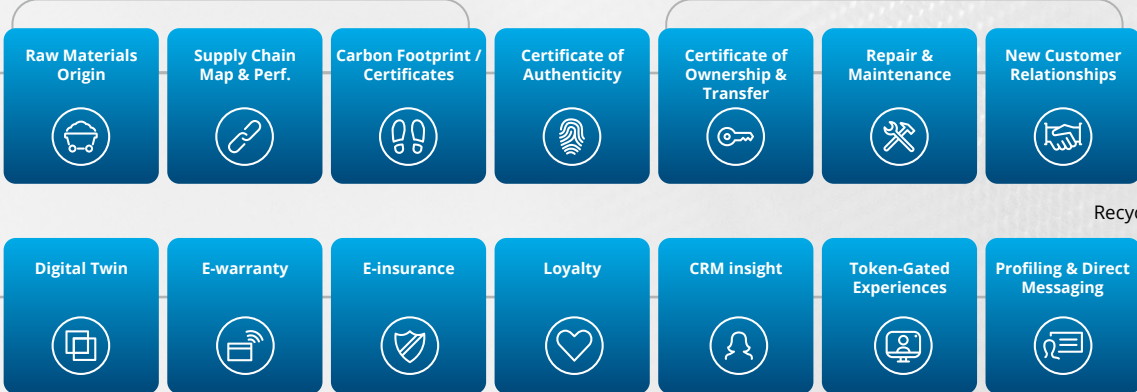 Raw Materials
Origin
Supply Chain
Map & Perf.
Carbon Footprint /
Certificates
Certificate of
Authenticity
Certificate of
Ownership &
Transfer
Repair &
Maintenance
New Customer
Relationships
Recyc
Digital Twin
E-warranty
E-insurance
Loyalty
CRM insight
Token-Gated
Experiences
Profiling & Direct
Messaging